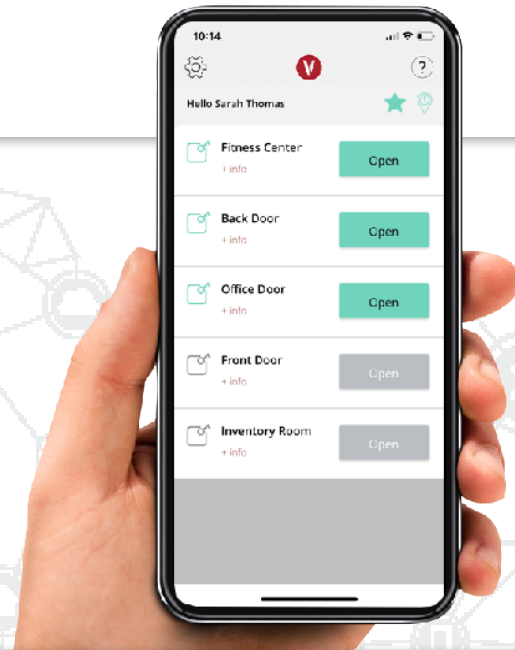 10:14
V
?
Hello Sarah Thomas
Fitness Center
+ info
Open
Back Door
+ info
Open
Office Door
+ info
Open
Front Door
+ info
Open
Inventory Room
+ info
Open